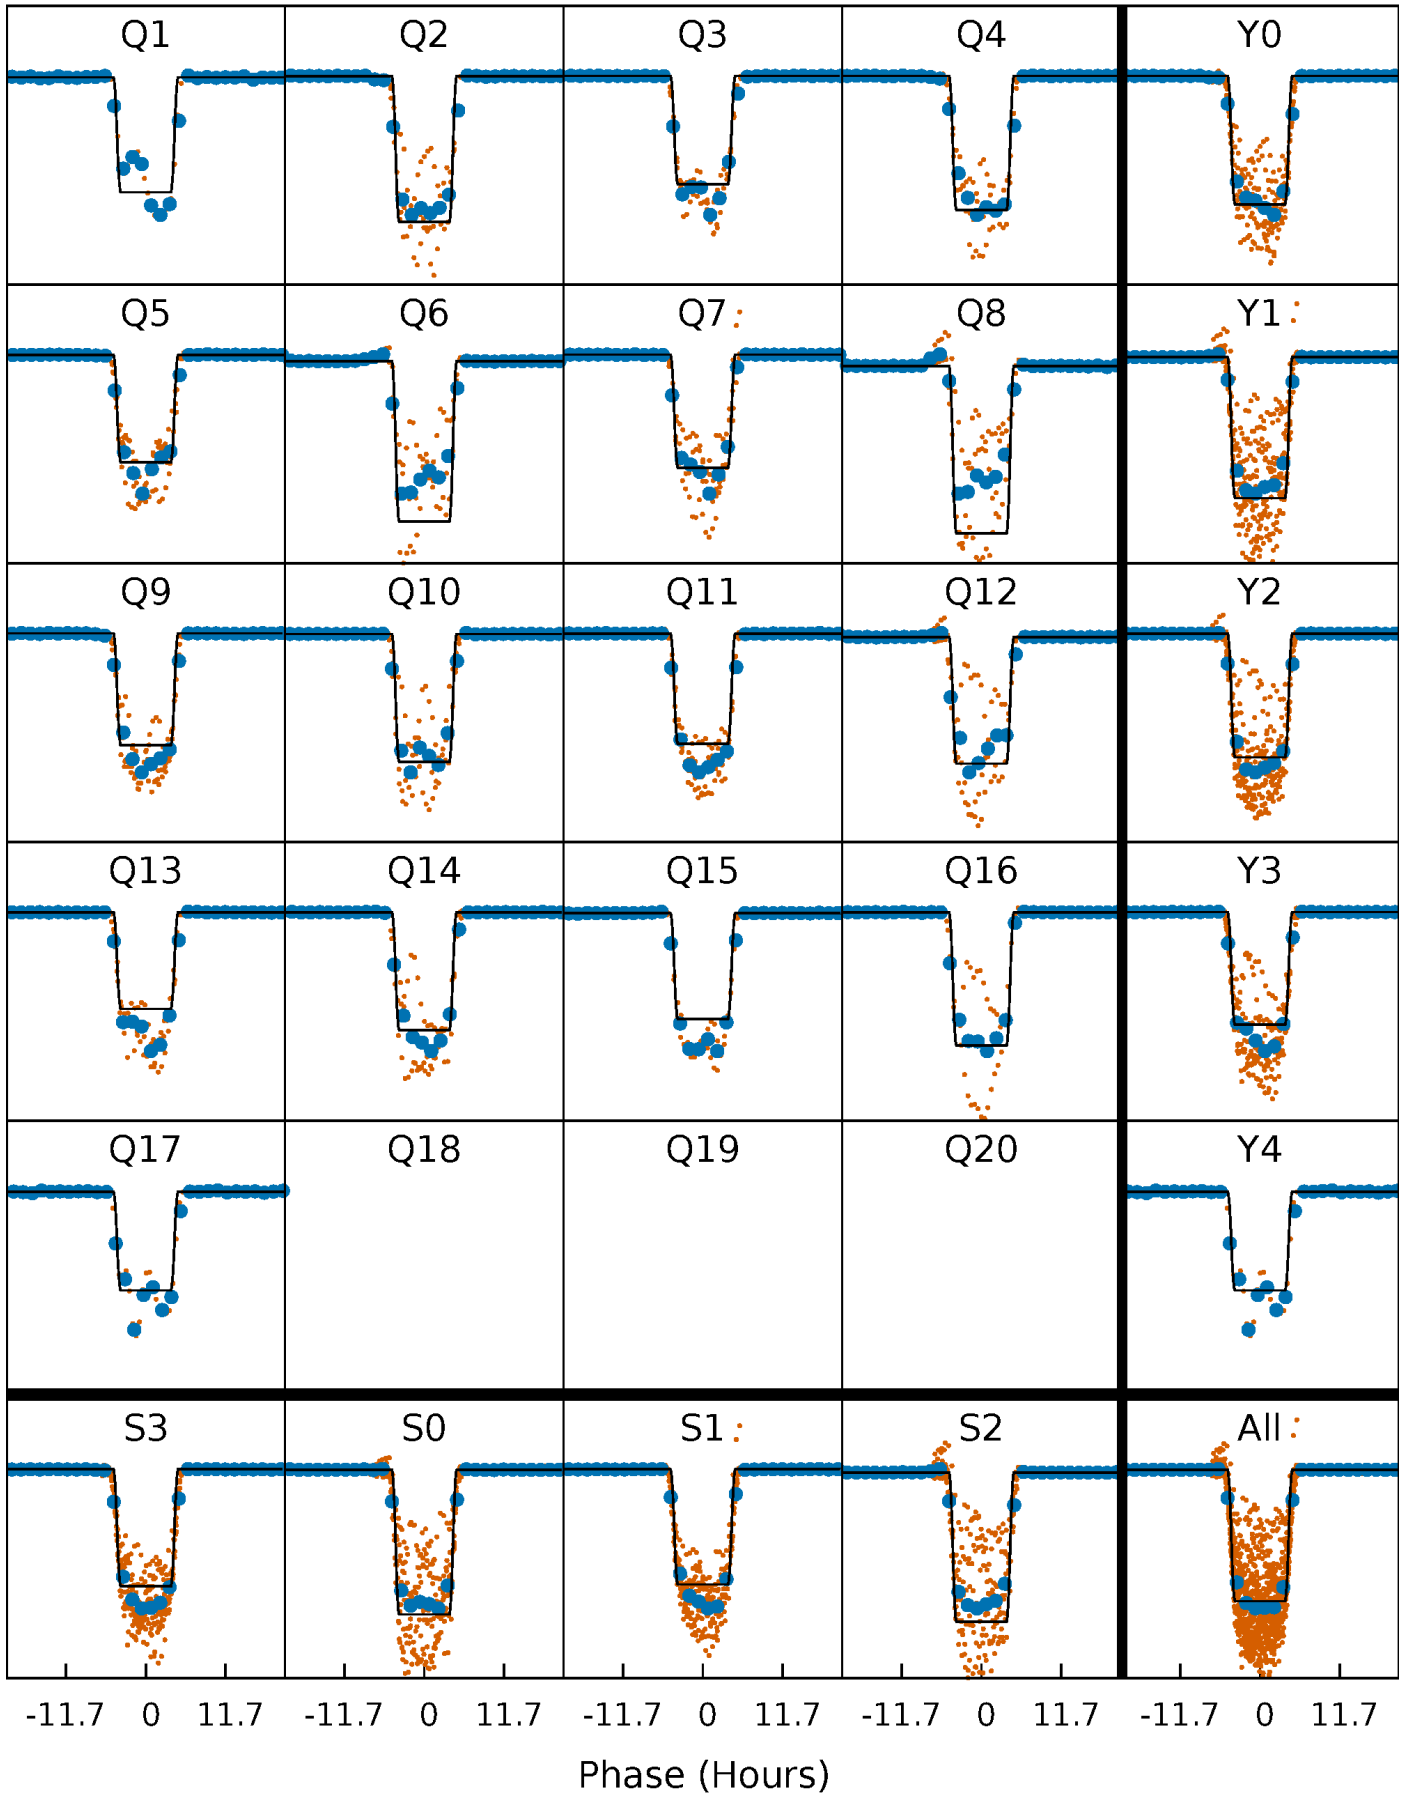 Q1 Q2 Q3 Q4 Y0
Q5 Q6 Q7 Q8 Y1
Q9 Q10 Q11 Q12 Y2
Q13 Q14 Q15 Q16 Y3
Q17 Q18 Q19 Q20 Y4
S3 S0 S1 S2 All
-11.7 0 11.7 -11.7 0 11.7 -11.7 0 11.7 -11.7 0 11.7 -11.7 0 11.7
Phase (Hours)